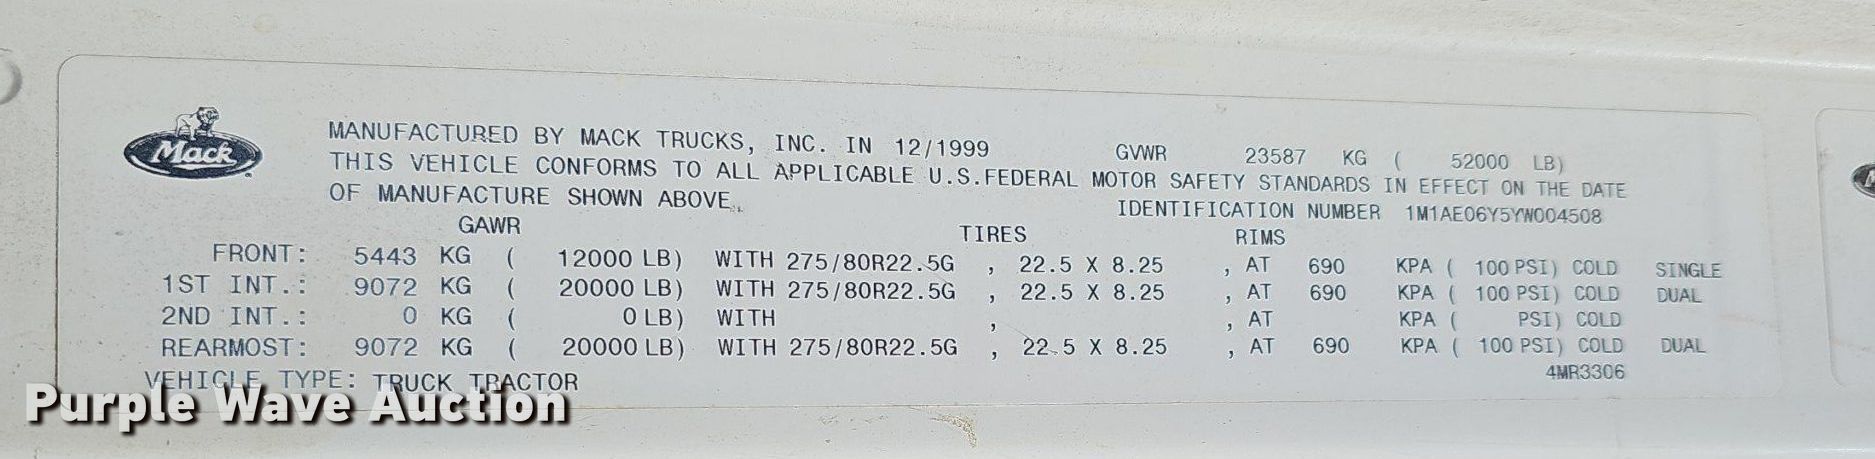 Mack
MANUFACTURED BY MACK TRUCKS, INC. IN 12/1999 GVWR 23587 KG ( 52000 LB)
THIS VEHICLE CONFORMS TO ALL APPLICABLE U.S.FEDERAL MOTOR SAFETY STANDARDS IN EFFECT ON THE DATE
OF MANUFACTURE SHOWN ABOVE. IDENTIFICATION NUMBER 1M1AE06Y5YW004508
GAWR TIRES RIMS
FRONT: 5443 KG ( 12000 LB) WITH 275/80R22.5G , 22.5 X 8.25 , AT 690 KPA ( 100 PSI) COLD SINGLE
1ST INT.: 9072 KG ( 20000 LB) WITH 275/80R22.5G , 22.5 X 8.25 , AT 690 KPA ( 100 PSI) COLD DUAL
2ND INT.: 0 KG ( 0 LB) WITH , , AT KPA ( PSI) COLD
REARMOST: 9072 KG ( 20000 LB) WITH 275/80R22.5G , 22.5 X 8.25 , AT 690 KPA ( 100 PSI) COLD DUAL
VEHICLE TYPE: TRUCK TRACTOR 4MR3306
Purple Wave Auction